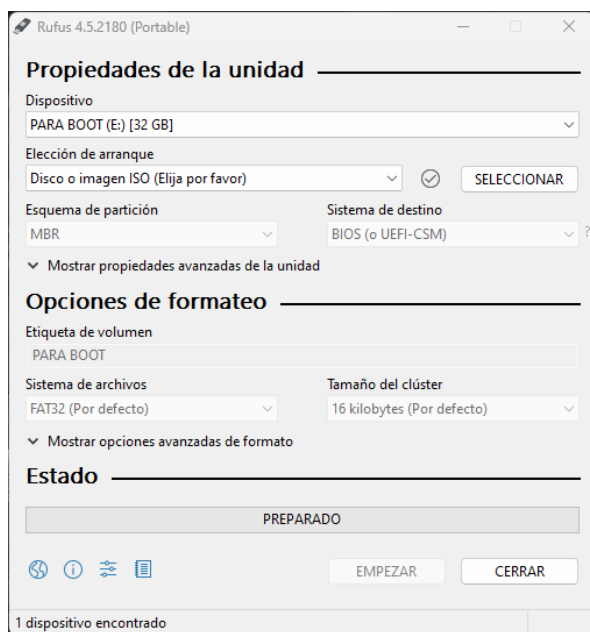 Rufus 4.5.2180 (Portable)
Propiedades de la unidad
Dispositivo
PARA BOOT (E:) [32 GB]
Elección de arranque
Disco o imagen ISO (Elija por favor)
SELECCIONAR
Esquema de partición
Sistema de destino
MBR
BIOS (o UEFI-CSM)
?
Mostrar propiedades avanzadas de la unidad
Opciones de formateo
Etiqueta de volumen
PARA BOOT
Sistema de archivos
Tamaño del clúster
FAT32 (Por defecto)
16 kilobytes (Por defecto)
Mostrar opciones avanzadas de formato
Estado
PREPARADO
EMPEZAR
CERRAR
1 dispositivo encontrado